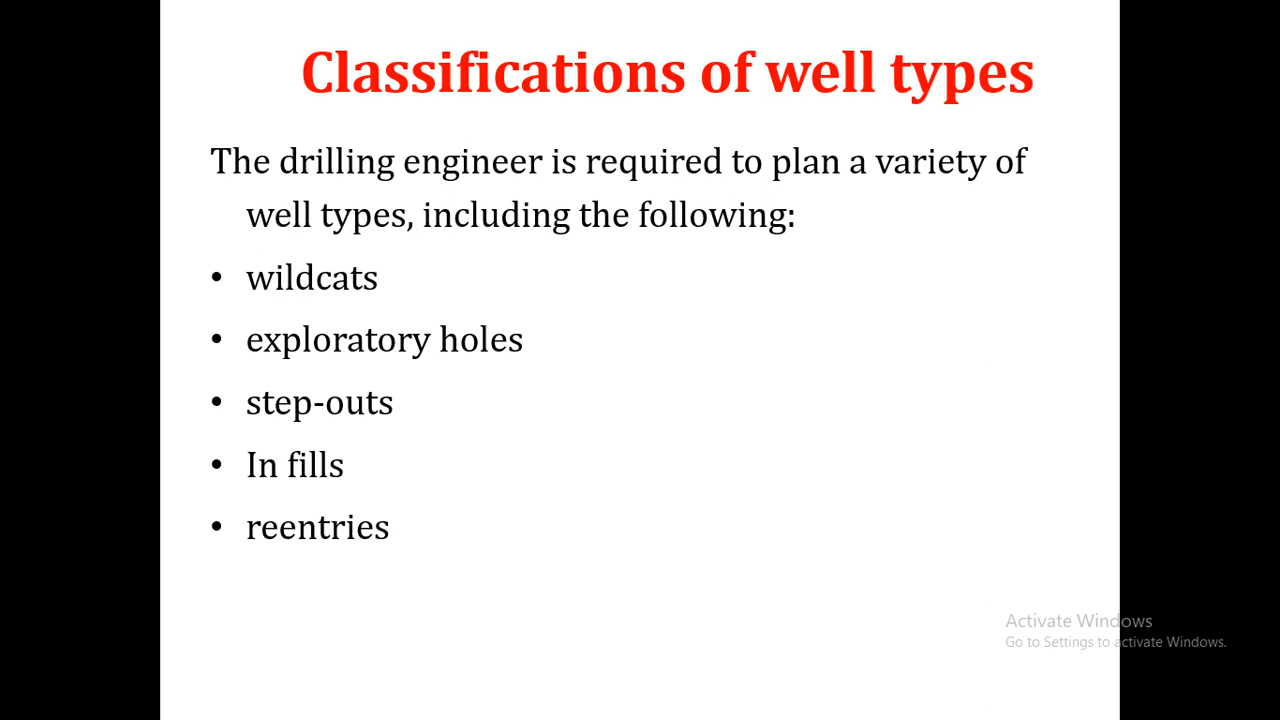 Classifications of well types
The drilling engineer is required to plan a variety of
well types, including the following:
• wildcats
• exploratory holes
• step-outs
• In fills
• reentries
Activate Windows
Go to Settings to activate Windows.